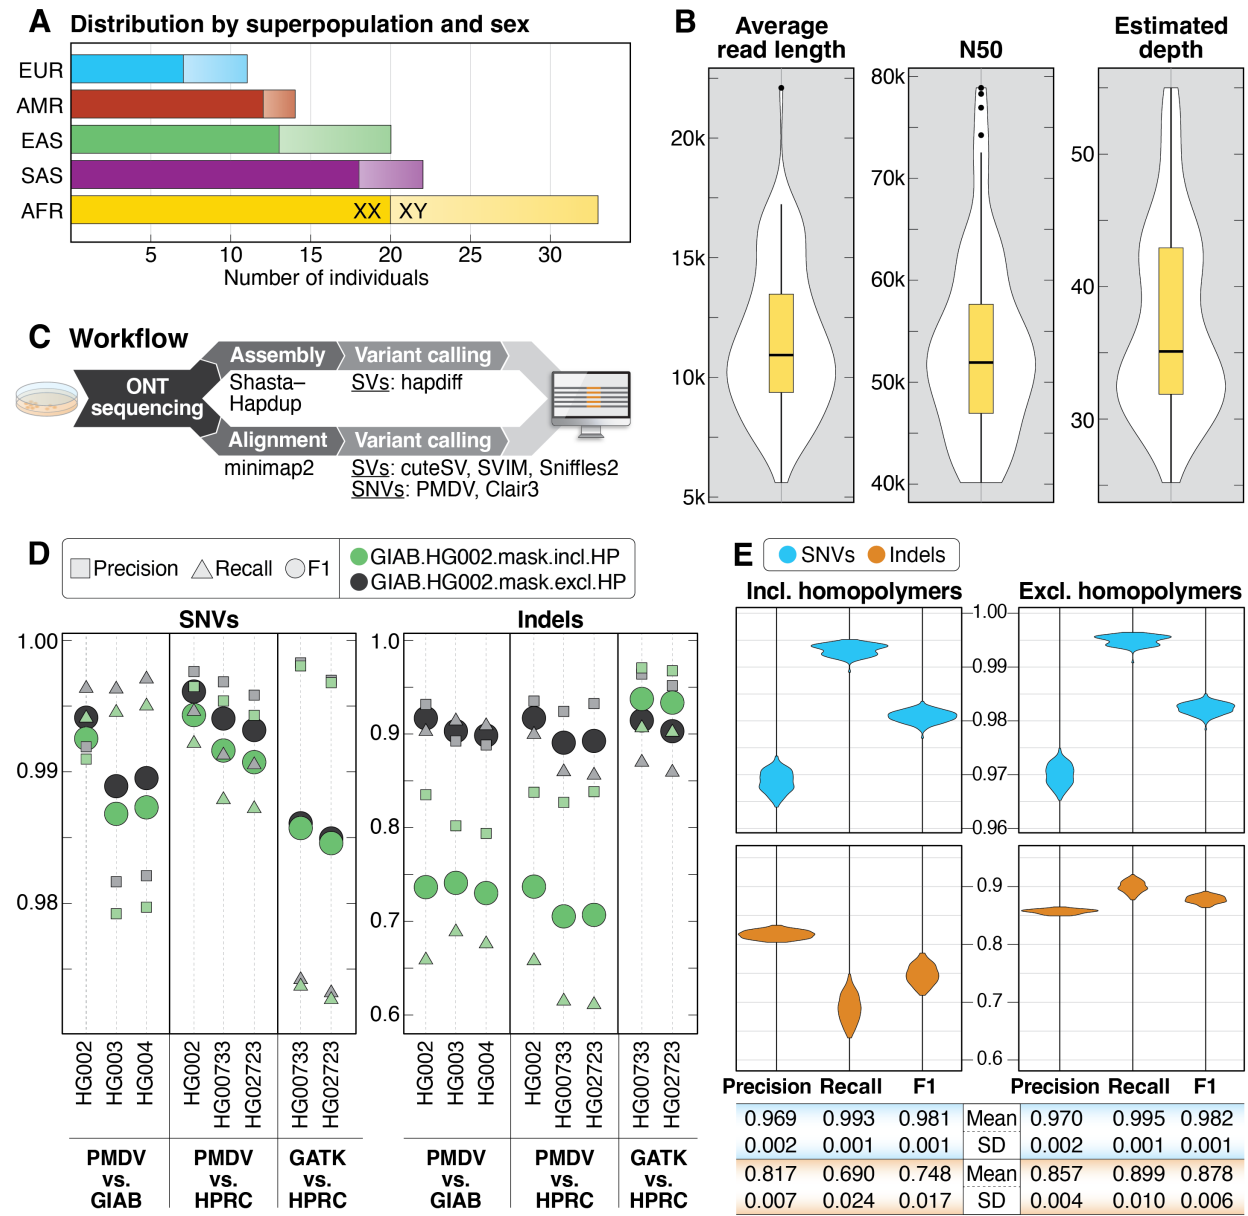 A Distribution by superpopulation and sex
EUR
AMR
EAS
SAS
AFR
XX XY
5 10 15 20 25 30
Number of individuals
B
Average
read length
20k
15k
10k
5k
N50
80k
70k
60k
50k
40k
Estimated
depth
50
40
30
C Workflow
ONT
sequencing
Assembly
Variant calling
Shasta–
Hapdup
SVs: hapdiff
Alignment
Variant calling
minimap2
SVs: cuteSV, SVIM, Sniffles2
SNVs: PMDV, Clair3
D
Precision Recall F1
GIAB.HG002.mask.incl.HP
GIAB.HG002.mask.excl.HP
SNVs
1.00
0.99
0.98
HG002
HG003
HG004
HG002
HG00733
HG02723
HG00733
HG02723
PMDV
vs.
GIAB
PMDV
vs.
HPRC
GATK
vs.
HPRC
Indels
1.0
0.9
0.8
0.7
0.6
HG002
HG003
HG004
HG002
HG00733
HG02723
HG00733
HG02723
PMDV
vs.
GIAB
PMDV
vs.
HPRC
GATK
vs.
HPRC
E
SNVs Indels
Incl. homopolymers Excl. homopolymers
1.00
0.99
0.98
0.97
0.96
0.9
0.8
0.7
0.6
Precision Recall F1 Precision Recall F1
0.969 0.993 0.981 Mean 0.970 0.995 0.982
0.002 0.001 0.001 SD 0.002 0.001 0.001
0.817 0.690 0.748 Mean 0.857 0.899 0.878
0.007 0.024 0.017 SD 0.004 0.010 0.006